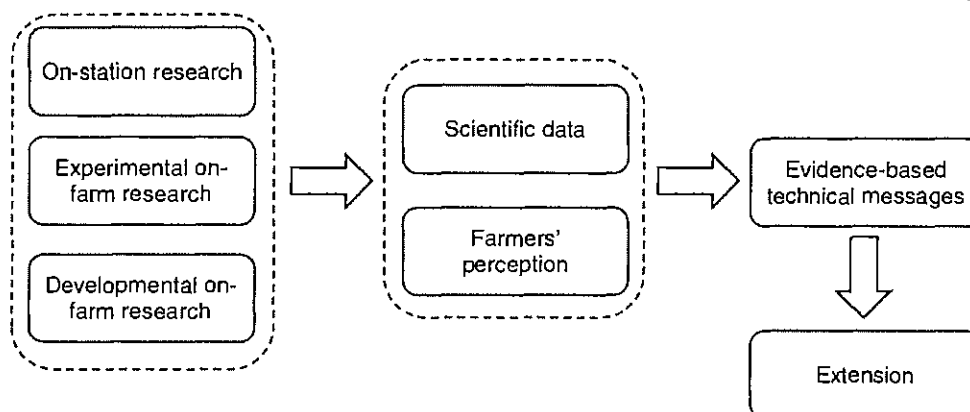 On-station research
Experimental on-
farm research
Developmental on-
farm research
Scientific data
Farmers'
perception
Evidence-based
technical messages
Extension